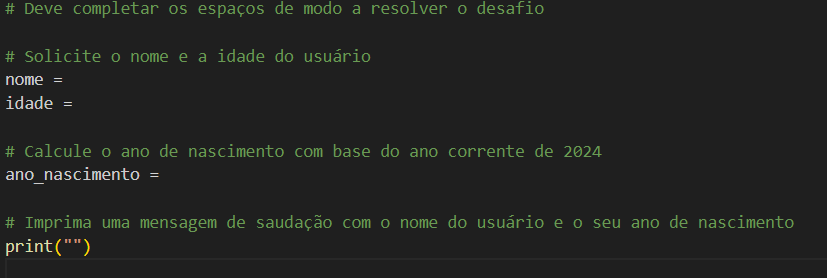 # Deve completar os espaços de modo a resolver o desafio
# Solicite o nome e a idade do usuário
nome =
idade =
# Calcule o ano de nascimento com base do ano corrente de 2024
ano_nascimento =
# Imprima uma mensagem de saudação com o nome do usuário e o seu ano de nascimento
print("")